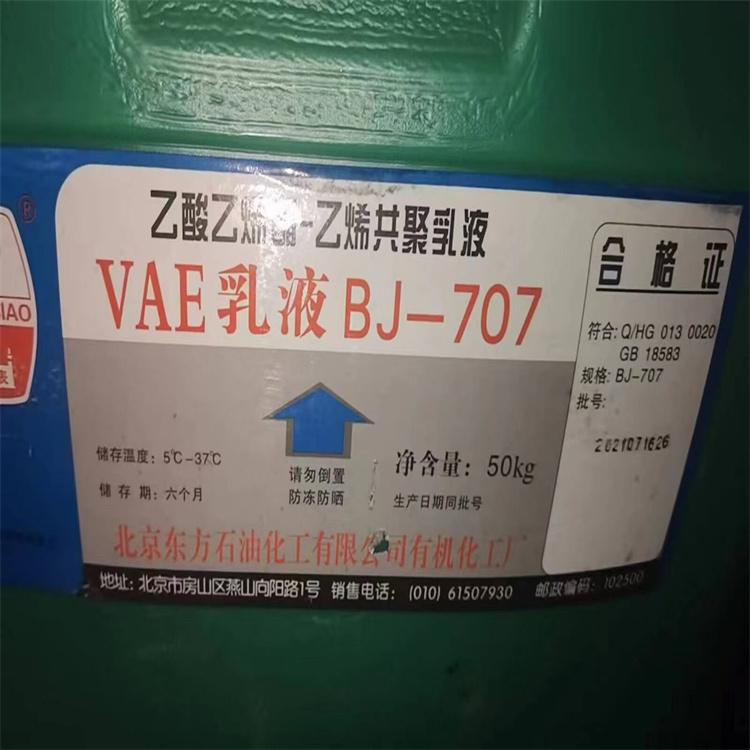 ®
BIAO
表
乙酸乙烯酯-乙烯共聚乳液
VAE乳液 BJ-707
储存温度: 5℃-37℃
储 存 期: 六个月
请勿倒置
防冻防晒
净含量: 50kg
生产日期同批号
北京东方石油化工有限公司有机化工厂
地址: 北京市房山区燕山向阳路1号 销售电话: (010) 61507930 邮政编码: 102500
合格证
符合: Q/HG 013 0020
GB 18583
规格: BJ-707
批号:
2021071626